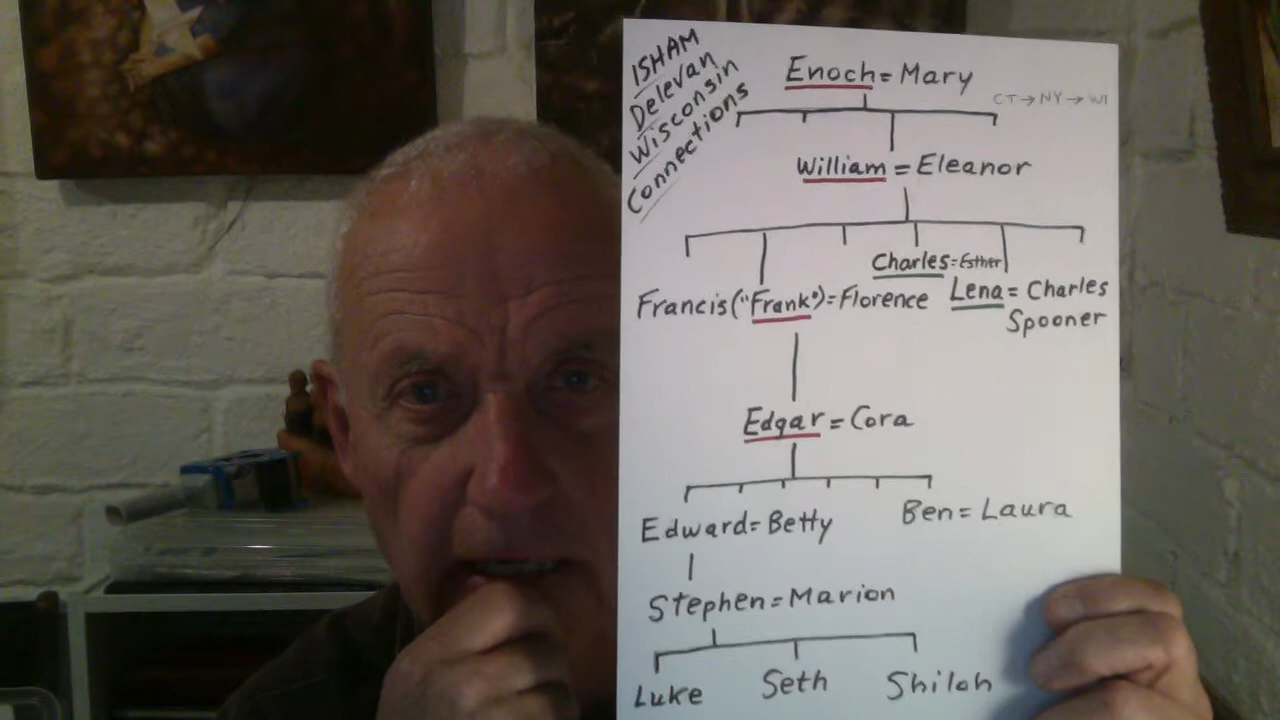 ISHAM
Delevan
Wisconsin
Connections
Enoch = Mary
CT → NY → WI
William = Eleanor
Charles = Esther
Francis ("Frank") = Florence
Lena = Charles
Spooner
Edgar = Cora
Edward = Betty
Ben = Laura
Stephen = Marion
Luke
Seth
Shiloh